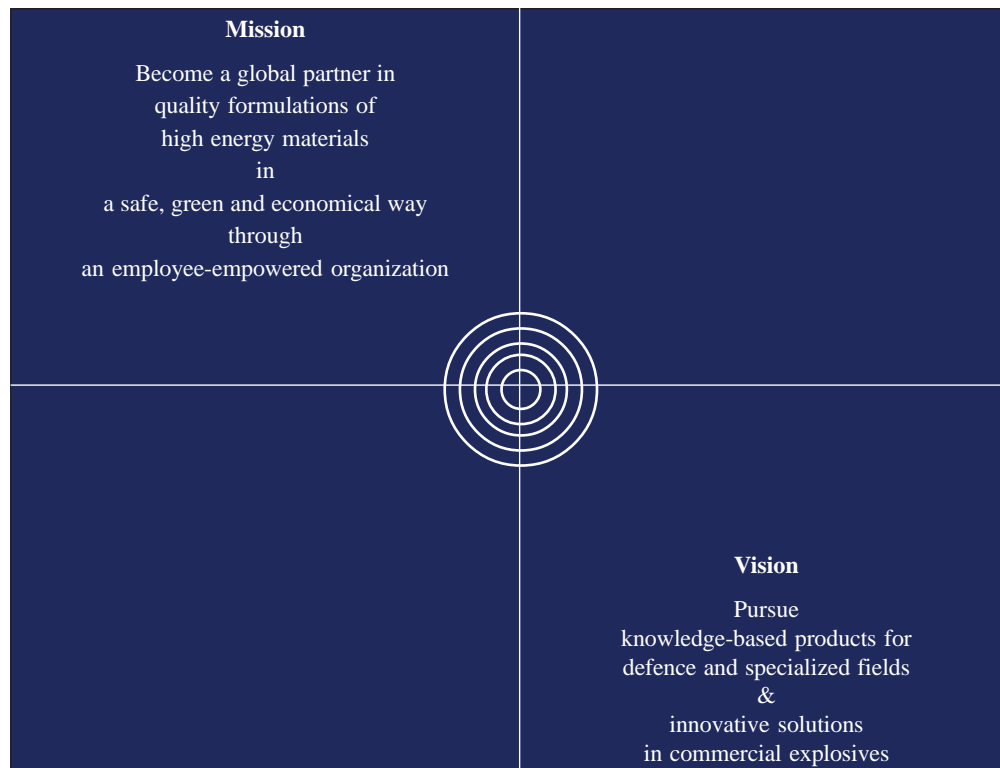 Mission
Become a global partner in
quality formulations of
high energy materials
in
a safe, green and economical way
through
an employee-empowered organization
Vision
Pursue
knowledge-based products for
defence and specialized fields
&
innovative solutions
in commercial explosives